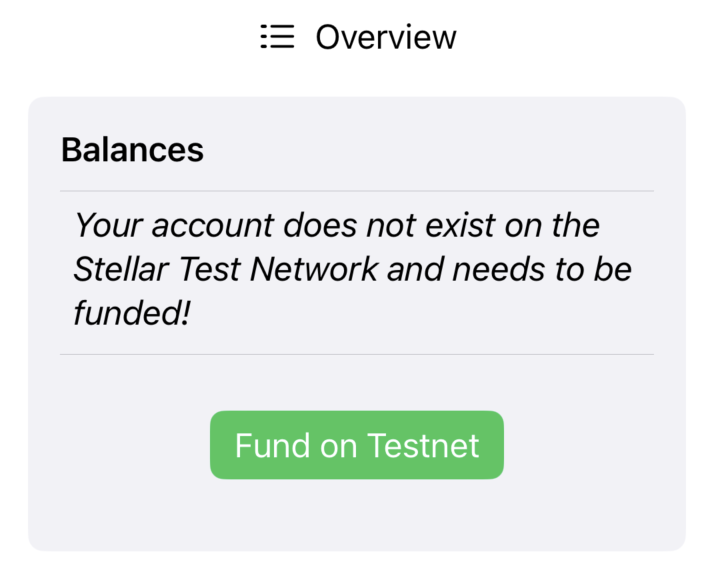 Overview
Balances
Your account does not exist on the
Stellar Test Network and needs to be
funded!
Fund on Testnet